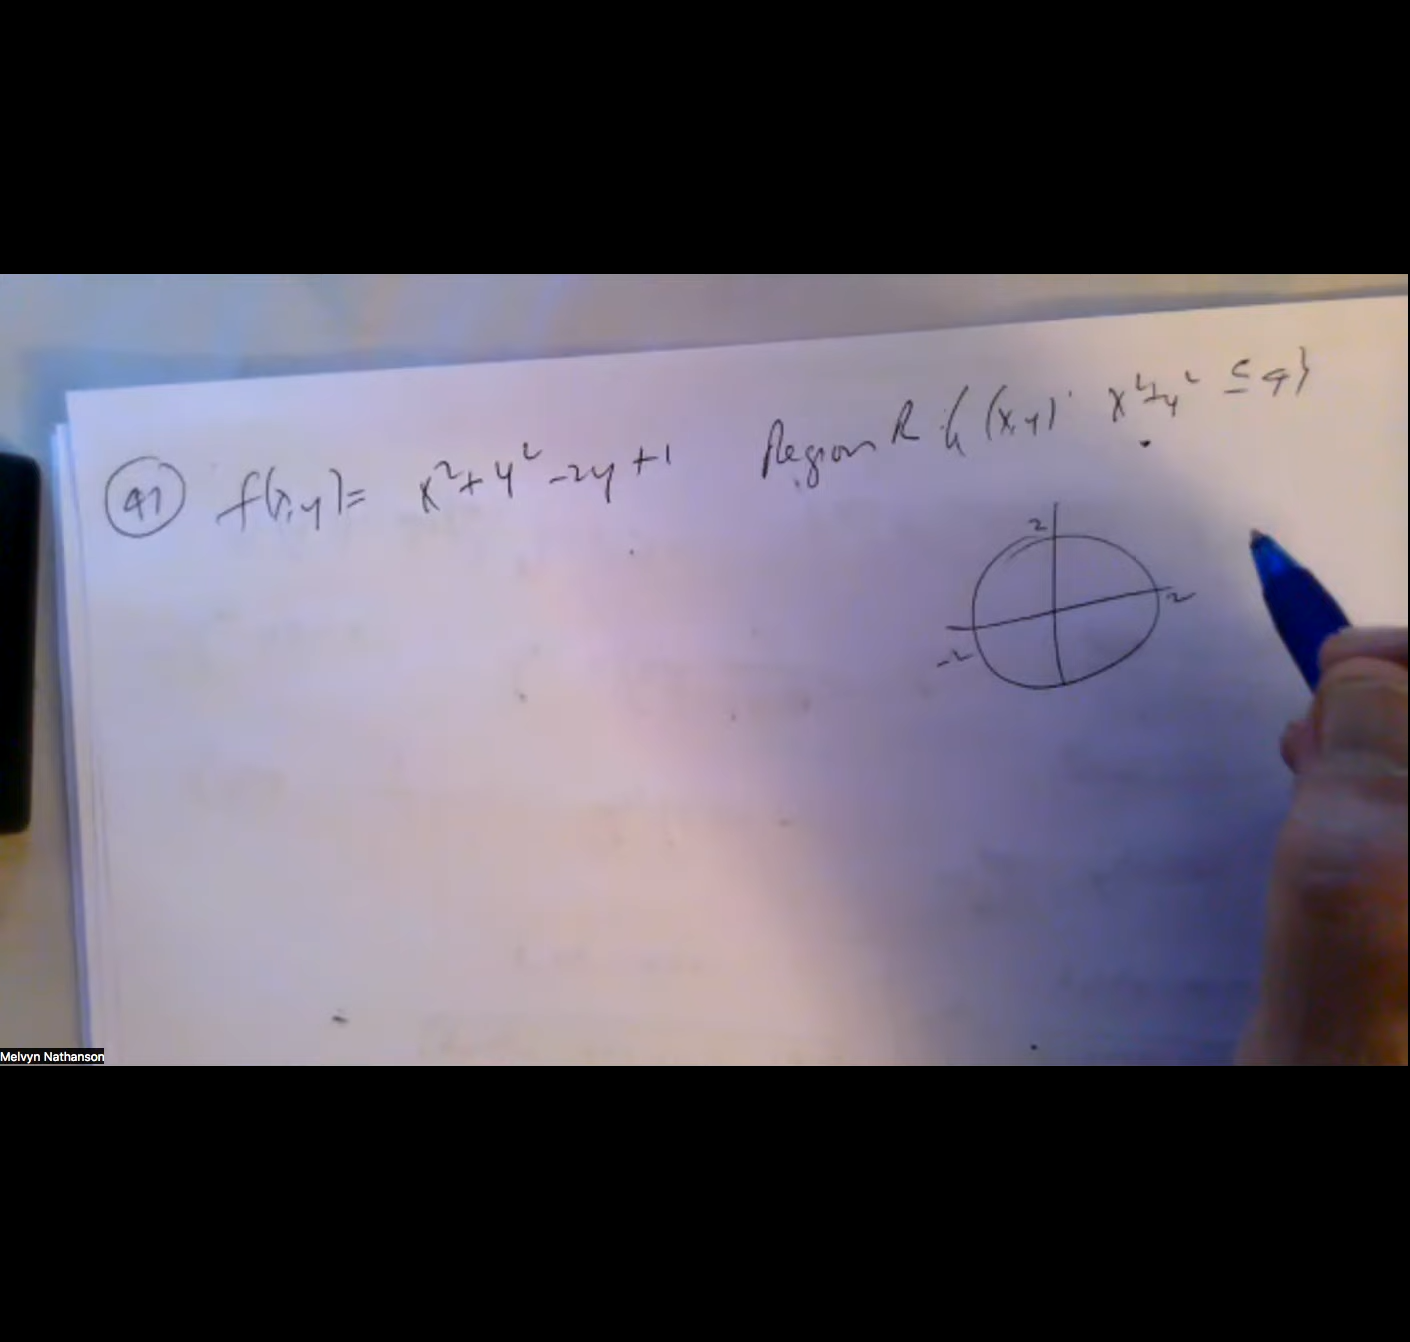 41 f(x,y)= x²+y²-2y+1 Region R {(x,y): x²+y² ≤ 4}
2
2
-2
Melvyn Nathanson